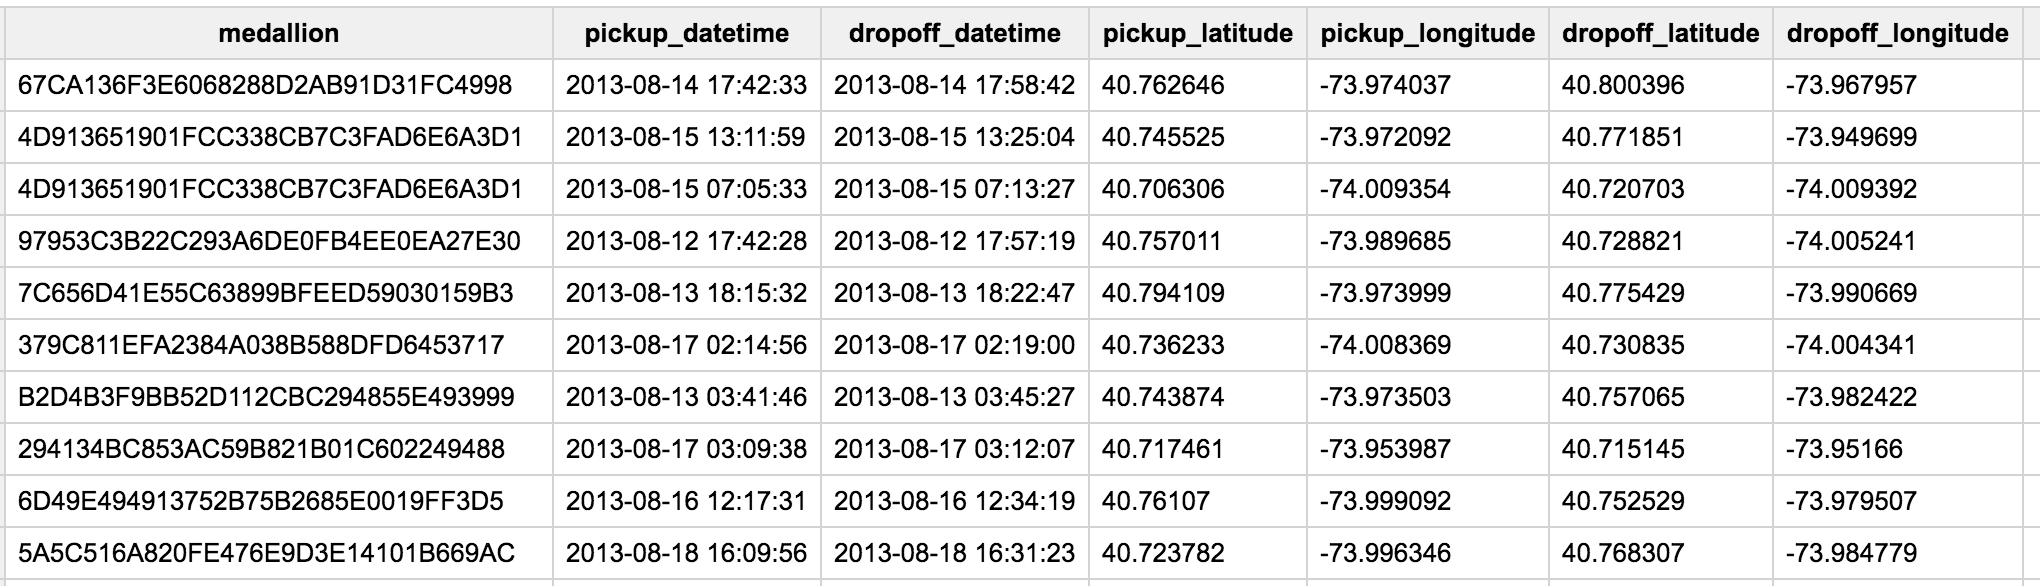 medallion pickup_datetime dropoff_datetime pickup_latitude pickup_longitude dropoff_latitude dropoff_longitude
67CA136F3E6068288D2AB91D31FC4998 2013-08-14 17:42:33 2013-08-14 17:58:42 40.762646 -73.974037 40.800396 -73.967957
4D913651901FCC338CB7C3FAD6E6A3D1 2013-08-15 13:11:59 2013-08-15 13:25:04 40.745525 -73.972092 40.771851 -73.949699
4D913651901FCC338CB7C3FAD6E6A3D1 2013-08-15 07:05:33 2013-08-15 07:13:27 40.706306 -74.009354 40.720703 -74.009392
97953C3B22C293A6DE0FB4EE0EA27E30 2013-08-12 17:42:28 2013-08-12 17:57:19 40.757011 -73.989685 40.728821 -74.005241
7C656D41E55C63899BFEED59030159B3 2013-08-13 18:15:32 2013-08-13 18:22:47 40.794109 -73.973999 40.775429 -73.990669
379C811EFA2384A038B588DFD6453717 2013-08-17 02:14:56 2013-08-17 02:19:00 40.736233 -74.008369 40.730835 -74.004341
B2D4B3F9BB52D112CBC294855E493999 2013-08-13 03:41:46 2013-08-13 03:45:27 40.743874 -73.973503 40.757065 -73.982422
294134BC853AC59B821B01C602249488 2013-08-17 03:09:38 2013-08-17 03:12:07 40.717461 -73.953987 40.715145 -73.95166
6D49E494913752B75B2685E0019FF3D5 2013-08-16 12:17:31 2013-08-16 12:34:19 40.76107 -73.999092 40.752529 -73.979507
5A5C516A820FE476E9D3E14101B669AC 2013-08-18 16:09:56 2013-08-18 16:31:23 40.723782 -73.996346 40.768307 -73.984779